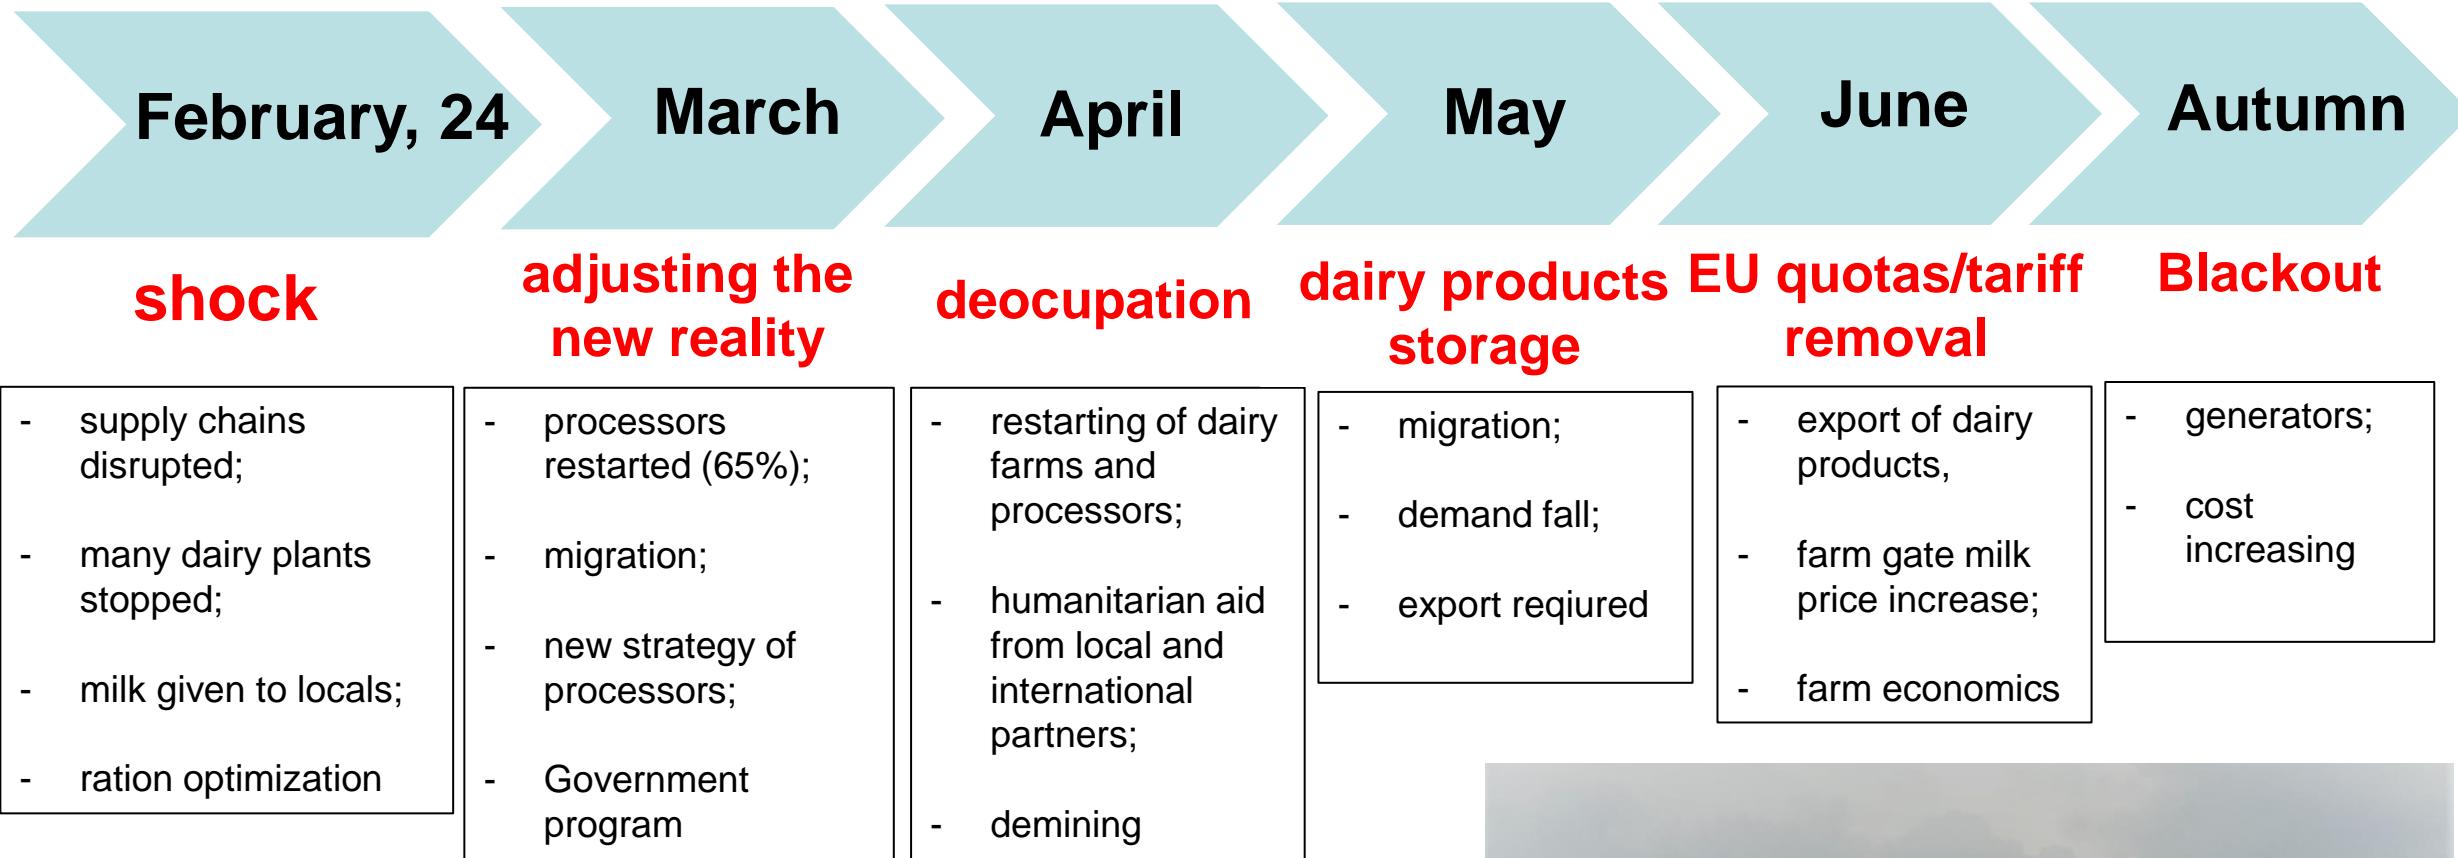 February, 24
March
April
May
June
Autumn
shock
adjusting the
new reality
deocupation
dairy products
storage
EU quotas/tariff
removal
Blackout
- supply chains
disrupted;
- many dairy plants
stopped;
- milk given to locals;
- ration optimization
- processors
restarted (65%);
- migration;
- new strategy of
processors;
- Government
program
- restarting of dairy
farms and
processors;
- humanitarian aid
from local and
international
partners;
- demining
- migration;
- demand fall;
- export reqiured
- export of dairy
products,
- farm gate milk
price increase;
- farm economics
- generators;
- cost
increasing